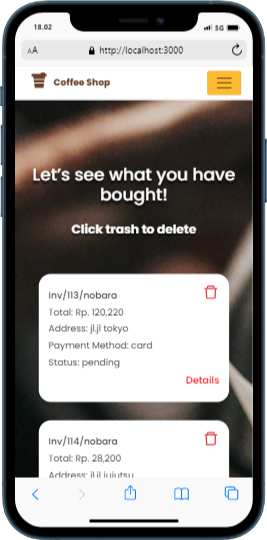 18.02
5G
AA
http://localhost:3000
Coffee Shop
Let's see what you have
bought!
Click trash to delete
Inv/113/nobara
Total: Rp. 120,220
Address: jl.jl tokyo
Payment Method: card
Status: pending
Details
Inv/114/nobara
Total: Rp. 28,200
Address: jl.jl jujutsu